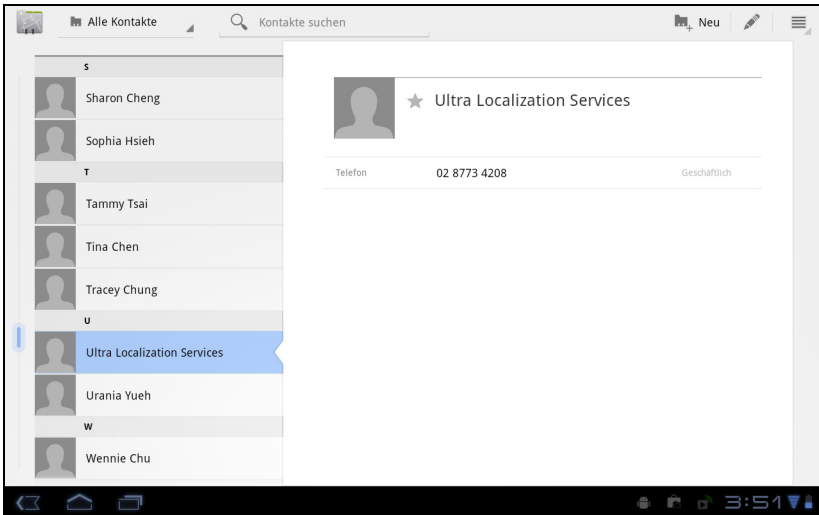 Alle Kontakte
Kontakte suchen
Neu
S
Sharon Cheng
Sophia Hsieh
T
Tammy Tsai
Tina Chen
Tracey Chung
U
Ultra Localization Services
Urania Yueh
W
Wennie Chu
Ultra Localization Services
Telefon 02 8773 4208 Geschäftlich
3:51